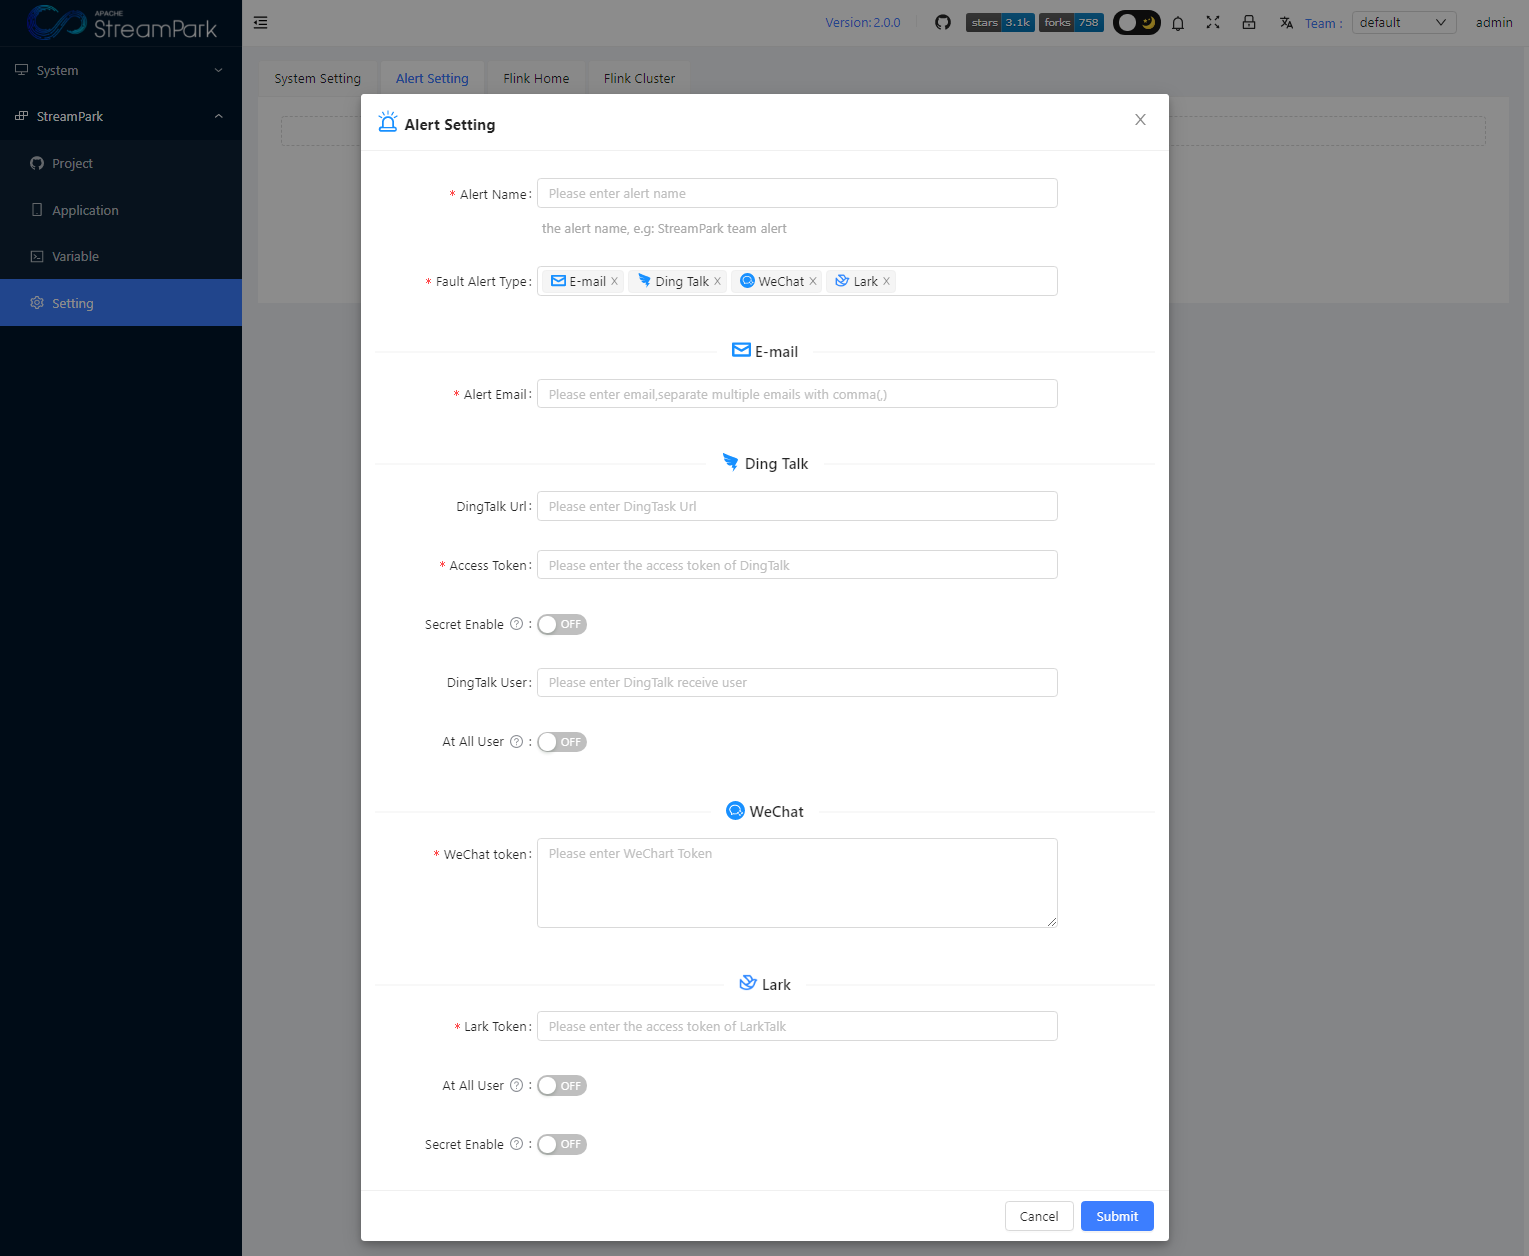 APACHE
StreamPark
Version:2.0.0
stars 3.1k forks 758
Team : default
admin
System
StreamPark
Project
Application
Variable
Setting
System Setting Alert Setting Flink Home Flink Cluster
Alert Setting
* Alert Name: Please enter alert name
the alert name, e.g: StreamPark team alert
* Fault Alert Type: E-mail Ding Talk WeChat Lark
E-mail
* Alert Email: Please enter email,separate multiple emails with comma(,)
Ding Talk
DingTalk Url: Please enter DingTask Url
* Access Token: Please enter the access token of DingTalk
Secret Enable : OFF
DingTalk User: Please enter DingTalk receive user
At All User : OFF
WeChat
* WeChat token: Please enter WeChart Token
Lark
* Lark Token: Please enter the access token of LarkTalk
At All User : OFF
Secret Enable : OFF
Cancel Submit